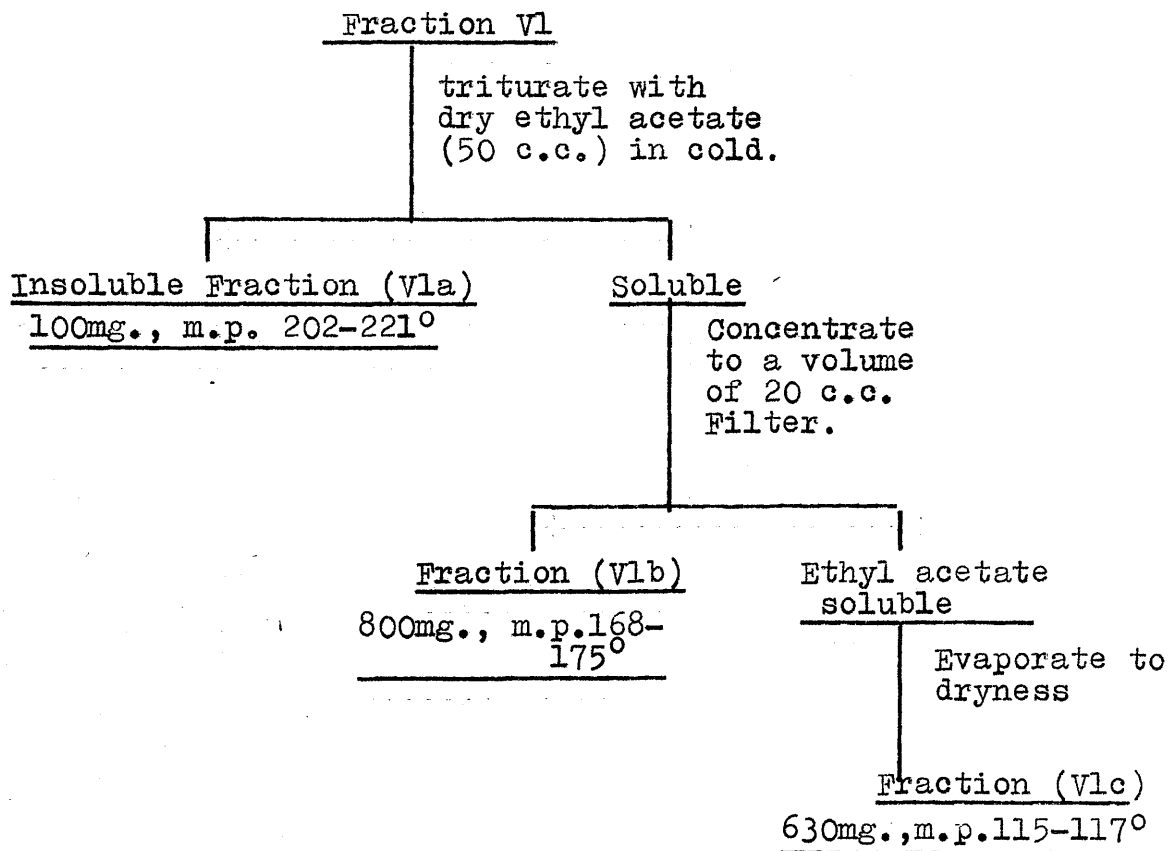 Fraction Vl
triturate with
dry ethyl acetate
(50 c.c.) in cold.
Insoluble Fraction (Vla)
100mg., m.p. 202-221°
Soluble
Concentrate
to a volume
of 20 c.c.
Filter.
Fraction (Vlb)
800mg., m.p.168-
175°
Ethyl acetate
soluble
Evaporate to
dryness
Fraction (Vlc)
630mg.,m.p.115-117°